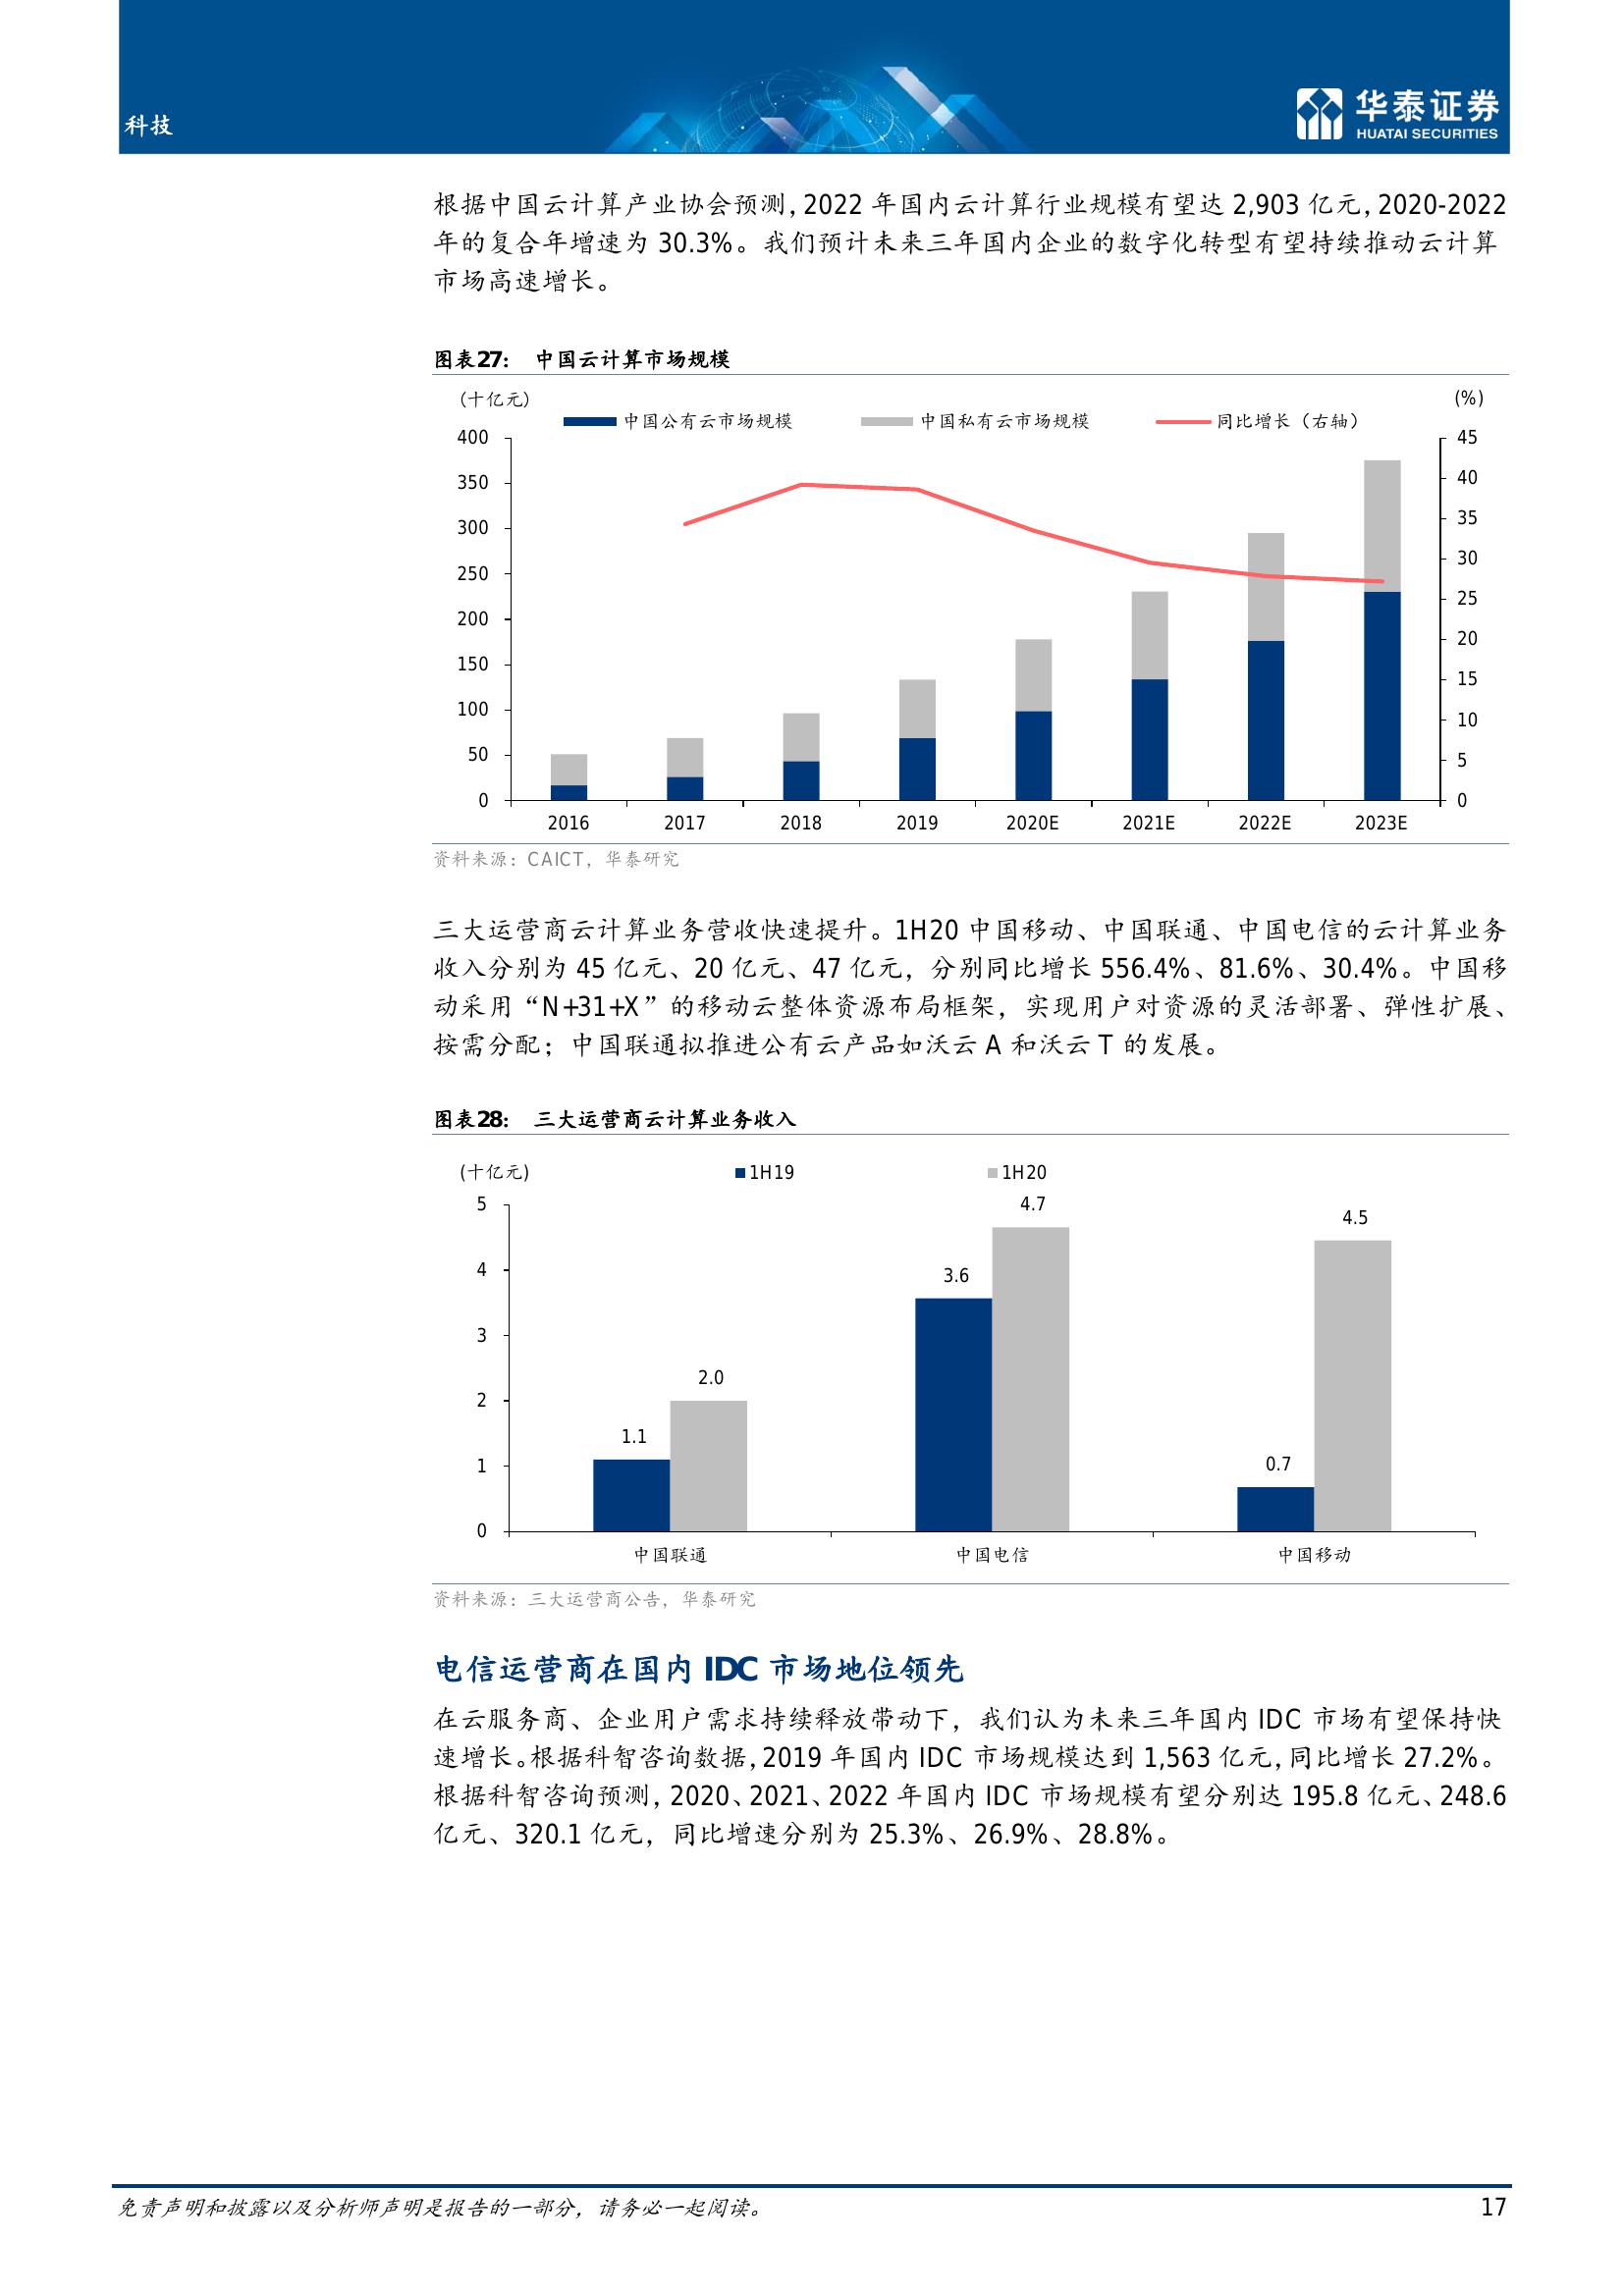 科技
华泰证券
HUATAI SECURITIES
根据中国云计算产业协会预测，2022 年国内云计算行业规模有望达 2,903 亿元，2020-2022
年的复合年增速为 30.3%。我们预计未来三年国内企业的数字化转型有望持续推动云计算
市场高速增长。
图表27： 中国云计算市场规模
(十亿元) (%)
中国公有云市场规模 中国私有云市场规模 同比增长（右轴）
400 45
350 40
300 35
250 30
200 25
150 20
100 15
50 10
0 5
0
2016 2017 2018 2019 2020E 2021E 2022E 2023E
资料来源：CAICT，华泰研究
三大运营商云计算业务营收快速提升。1H20 中国移动、中国联通、中国电信的云计算业务
收入分别为 45 亿元、20 亿元、47 亿元，分别同比增长 556.4%、81.6%、30.4%。中国移
动采用“N+31+X”的移动云整体资源布局框架，实现用户对资源的灵活部署、弹性扩展、
按需分配；中国联通拟推进公有云产品如沃云 A 和沃云 T 的发展。
图表28： 三大运营商云计算业务收入
(十亿元) 1H19 1H20
5
4
3
2
1
0
1.1 2.0 3.6 4.7 0.7 4.5
中国联通 中国电信 中国移动
资料来源：三大运营商公告，华泰研究
电信运营商在国内 IDC 市场地位领先
在云服务商、企业用户需求持续释放带动下，我们认为未来三年国内 IDC 市场有望保持快
速增长。根据科智咨询数据，2019 年国内 IDC 市场规模达到 1,563 亿元，同比增长 27.2%。
根据科智咨询预测，2020、2021、2022 年国内 IDC 市场规模有望分别达 195.8 亿元、248.6
亿元、320.1 亿元，同比增速分别为 25.3%、26.9%、28.8%。
免责声明和披露以及分析师声明是报告的一部分，请务必一起阅读。 17